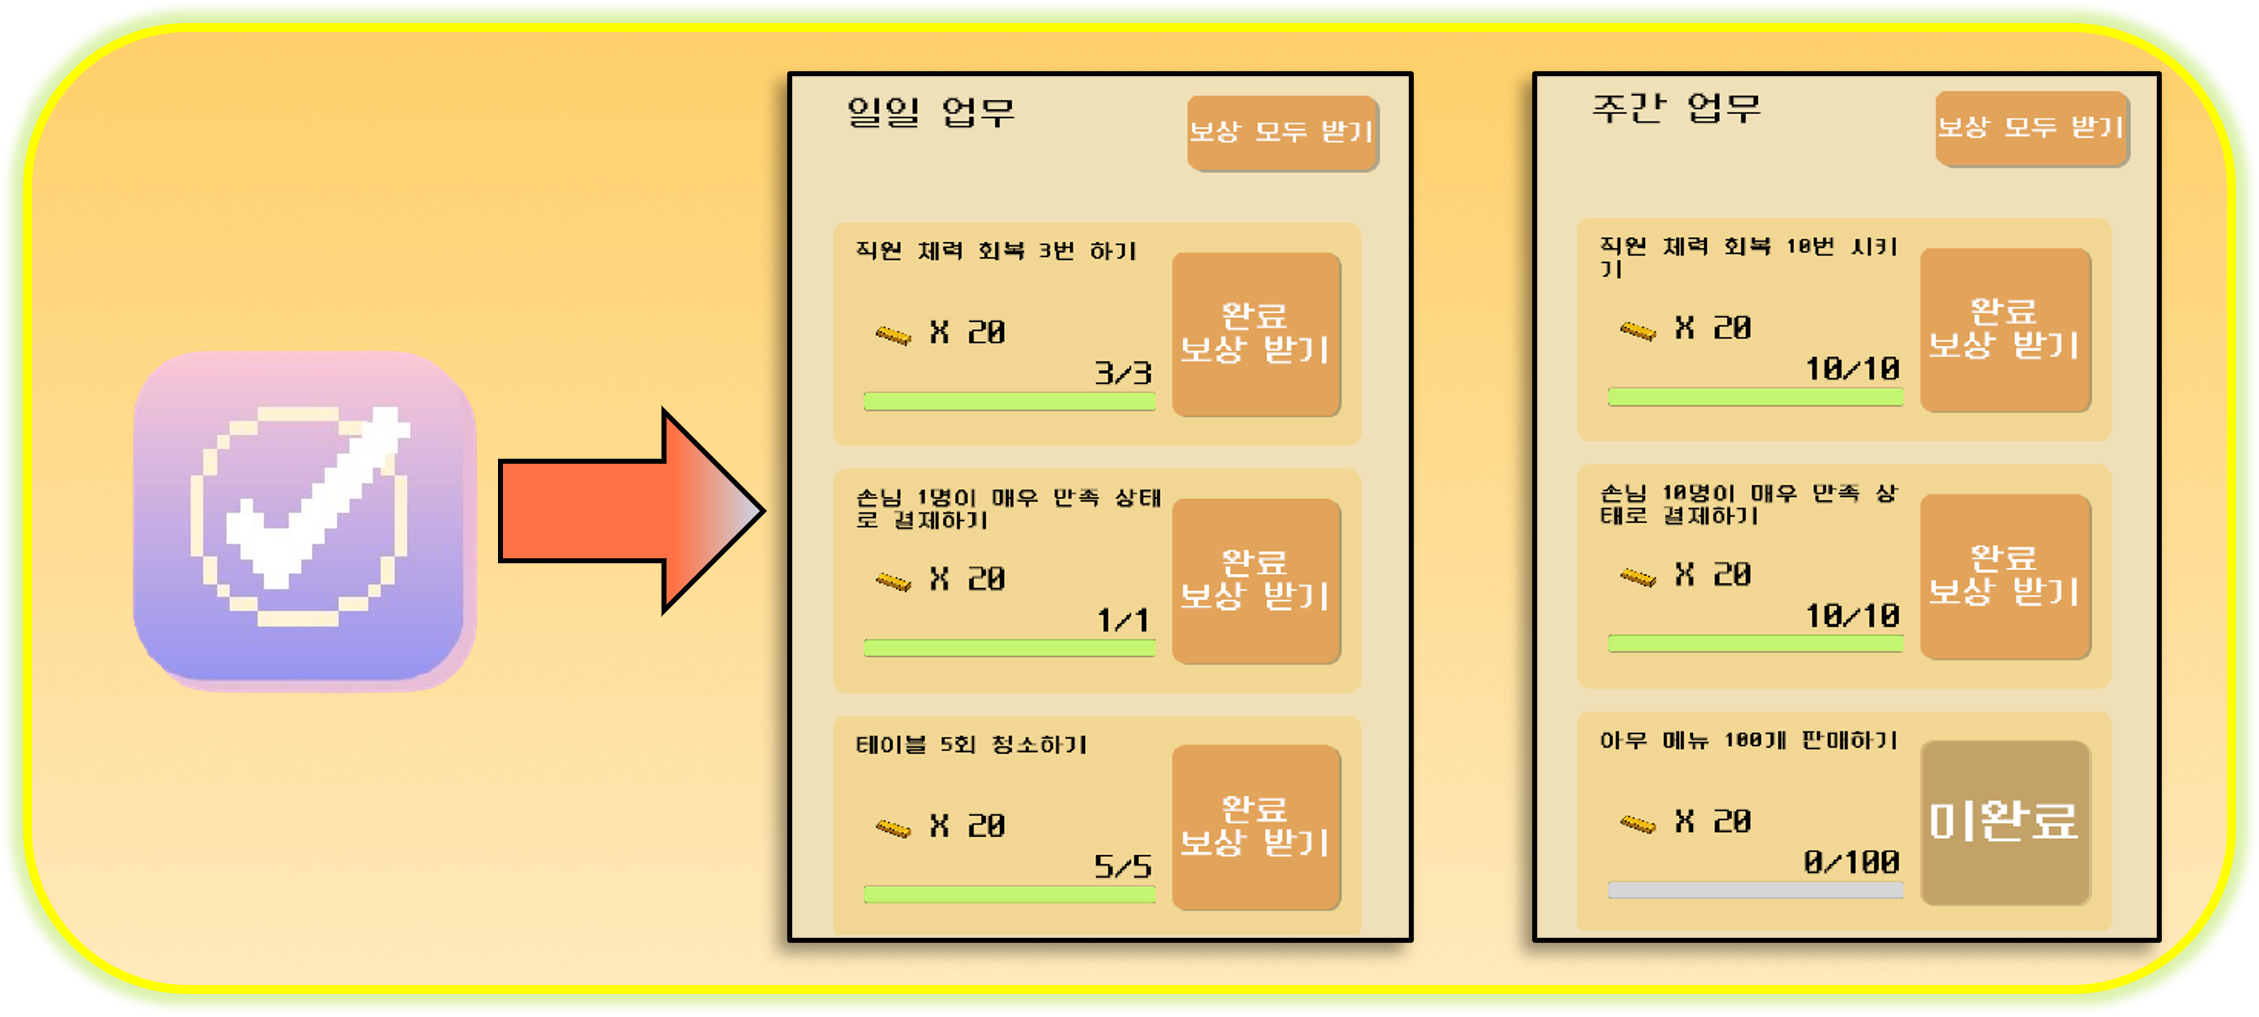 일일 업무
보상 모두 받기
직원 체력 회복 3번 하기
X 20
3/3
완료
보상 받기
손님 1명이 매우 만족 상태
로 결제하기
X 20
1/1
완료
보상 받기
테이블 5회 청소하기
X 20
5/5
완료
보상 받기
주간 업무
보상 모두 받기
직원 체력 회복 10번 시키
기
X 20
10/10
완료
보상 받기
손님 10명이 매우 만족 상
태로 결제하기
X 20
10/10
완료
보상 받기
아무 메뉴 100개 판매하기
X 20
0/100
미완료